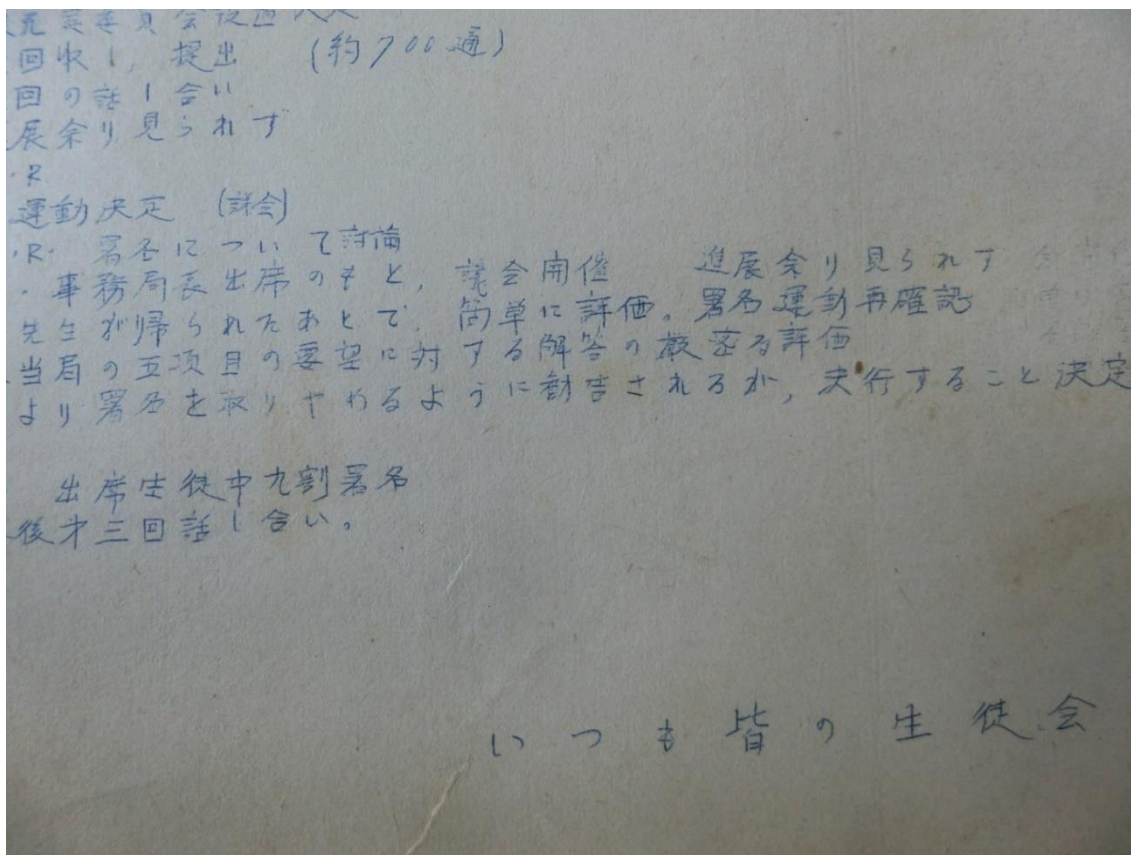 回収し、提出 (約700通)
回の話し合い
展余り見られず
・R
運動決定 (議会)
・R・ 署名について討論
・事務局長出席のもと, 議会開催 進展余り見られず
先生が帰られたあとで, 簡単に評価。署名運動再確認
当局の五項目の要望に対する解答の厳密る評価
より署名を取りやめるように勧告されるが, 決行すること決定
出席生徒中九割署名
後才三回話し合い。
いつも皆の生徒会